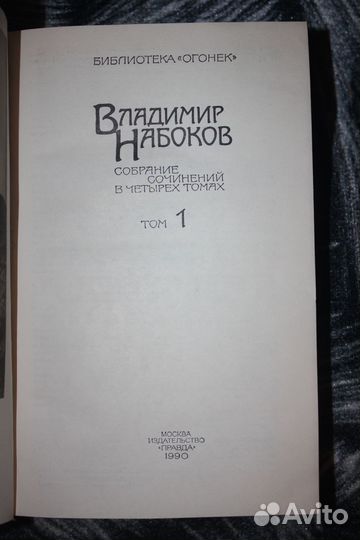 БИБЛИОТЕКА «ОГОНЕК»
ВЛАДИМИР
НАБОКОВ
СОБРАНИЕ
СОЧИНЕНИЙ
В ЧЕТЫРЕХ ТОМАХ
ТОМ 1
МОСКВА
ИЗДАТЕЛЬСТВО
«ПРАВДА»
1990
Avito